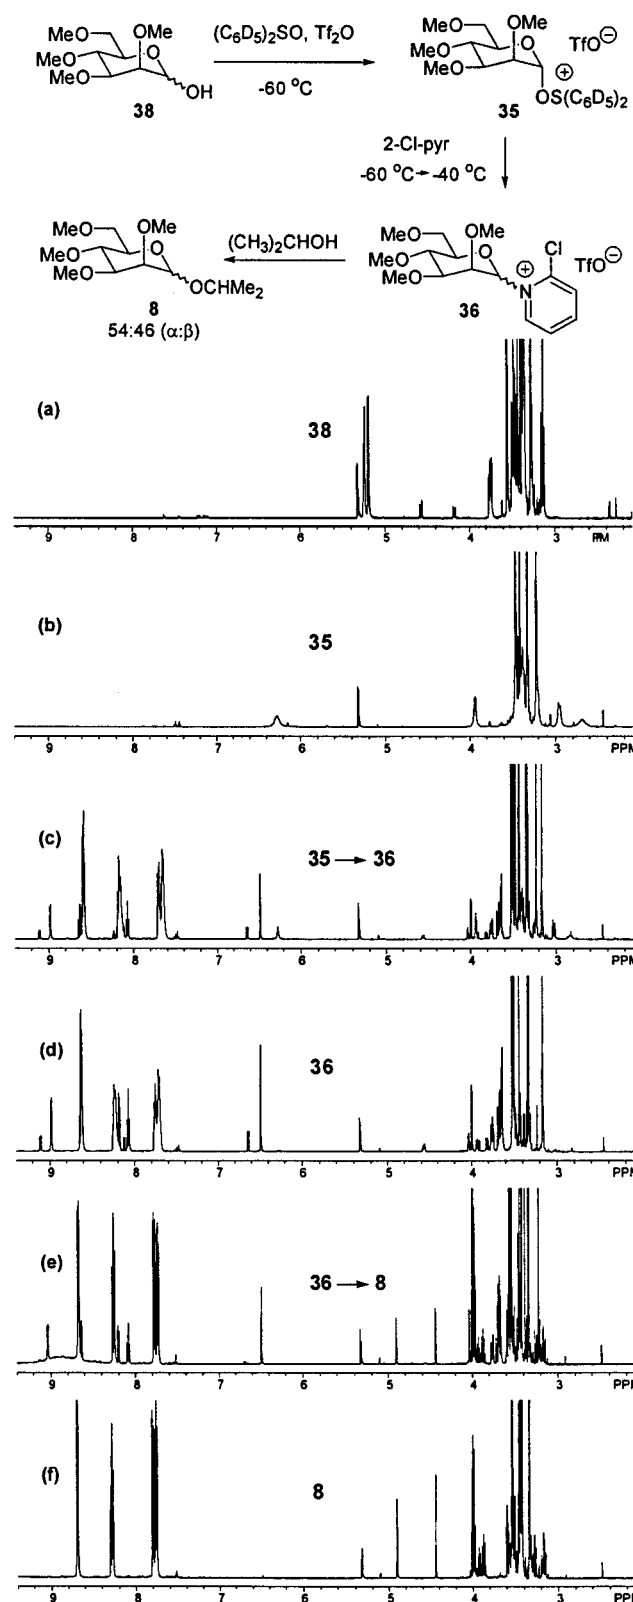 MeO OMe (C6D5)2SO, Tf2O MeO OMe TfO⊖
MeO O MeO O
MeO OH -60 °C MeO ⊕
38 35 OS(C6D5)2
2-Cl-pyr
-60 °C → -40 °C
MeO OMe (CH3)2CHOH MeO OMe Cl TfO⊖
MeO O MeO O ⊕
MeO OCHMe2 MeO N
8 36
54:46 (α:β)
(a) 38
9 8 7 6 5 4 3 PM
(b) 35
9 8 7 6 5 4 3 PPM
(c) 35 → 36
9 8 7 6 5 4 3 PPM
(d) 36
9 8 7 6 5 4 3 PPM
(e) 36 → 8
9 8 7 6 5 4 3 PPM
(f) 8
9 8 7 6 5 4 3 PPM